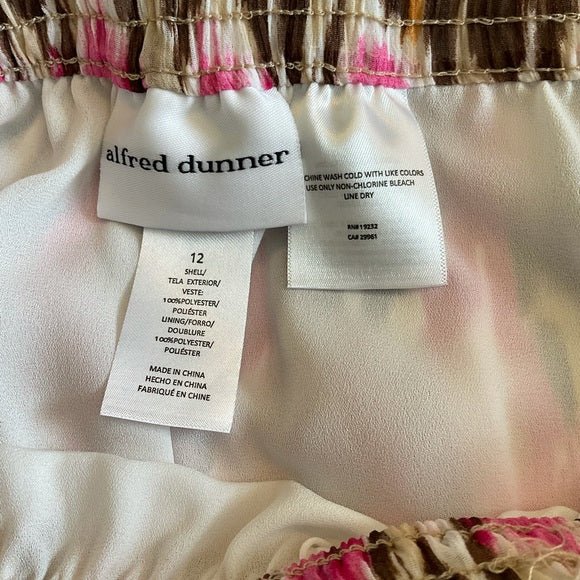 alfred dunner
12
SHELL/
TELA EXTERIOR/
VESTE:
100%POLYESTER/
POLIÉSTER
LINING/FORRO/
DOUBLURE
100%POLYESTER/
POLIÉSTER
MADE IN CHINA
HECHO EN CHINA
FABRIQUÉ EN CHINE
CHINE WASH COLD WITH LIKE COLORS
USE ONLY NON-CHLORINE BLEACH
LINE DRY
RN#19232
CA# 29961